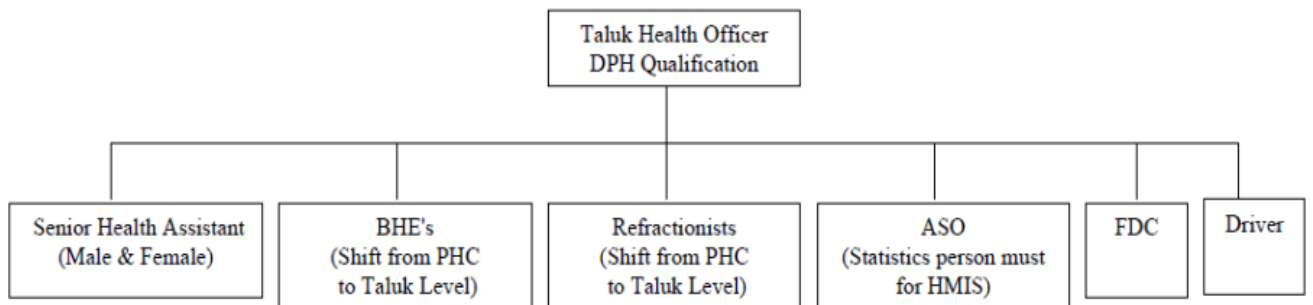 Taluk Health Officer
DPH Qualification
Senior Health Assistant
(Male & Female)
BHE's
(Shift from PHC
to Taluk Level)
Refractionists
(Shift from PHC
to Taluk Level)
ASO
(Statistics person must
for HMIS)
FDC
Driver